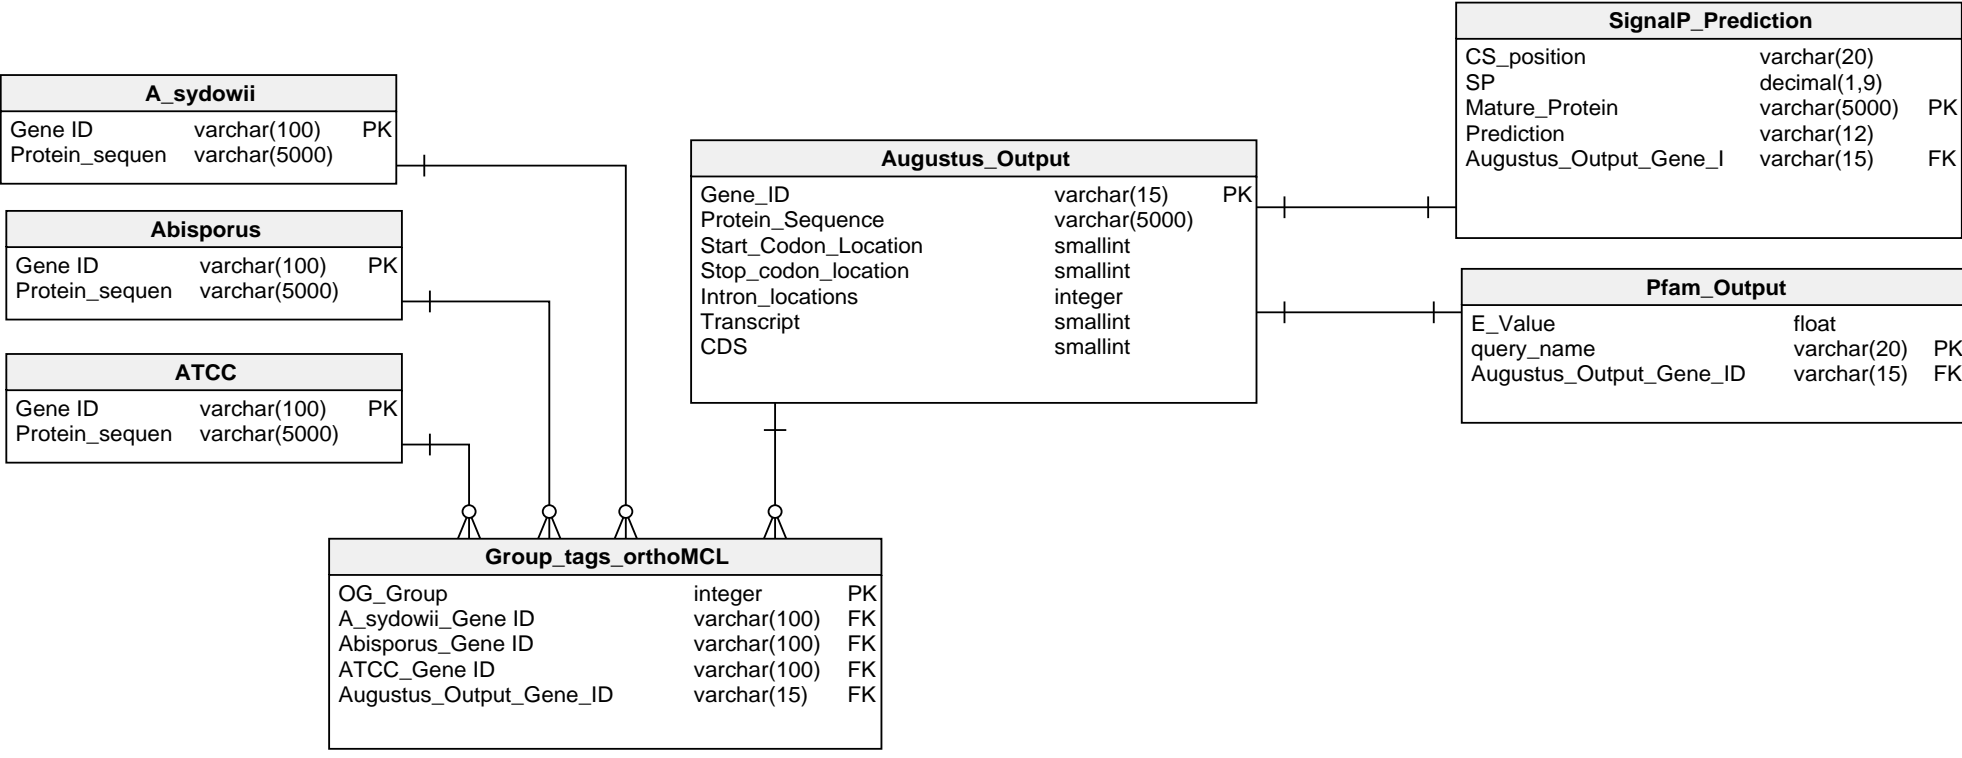 SignalP_Prediction
CS_position varchar(20)
SP decimal(1,9)
Mature_Protein varchar(5000) PK
Prediction varchar(12)
Augustus_Output_Gene_I varchar(15) FK
A_sydowii
Gene ID varchar(100) PK
Protein_sequen varchar(5000)
Augustus_Output
Gene_ID varchar(15) PK
Protein_Sequence varchar(5000)
Start_Codon_Location smallint
Stop_codon_location smallint
Intron_locations integer
Transcript smallint
CDS smallint
Abisporus
Gene ID varchar(100) PK
Protein_sequen varchar(5000)
Pfam_Output
E_Value float
query_name varchar(20) PK
Augustus_Output_Gene_ID varchar(15) FK
ATCC
Gene ID varchar(100) PK
Protein_sequen varchar(5000)
Group_tags_orthoMCL
OG_Group integer PK
A_sydowii_Gene ID varchar(100) FK
Abisporus_Gene ID varchar(100) FK
ATCC_Gene ID varchar(100) FK
Augustus_Output_Gene_ID varchar(15) FK